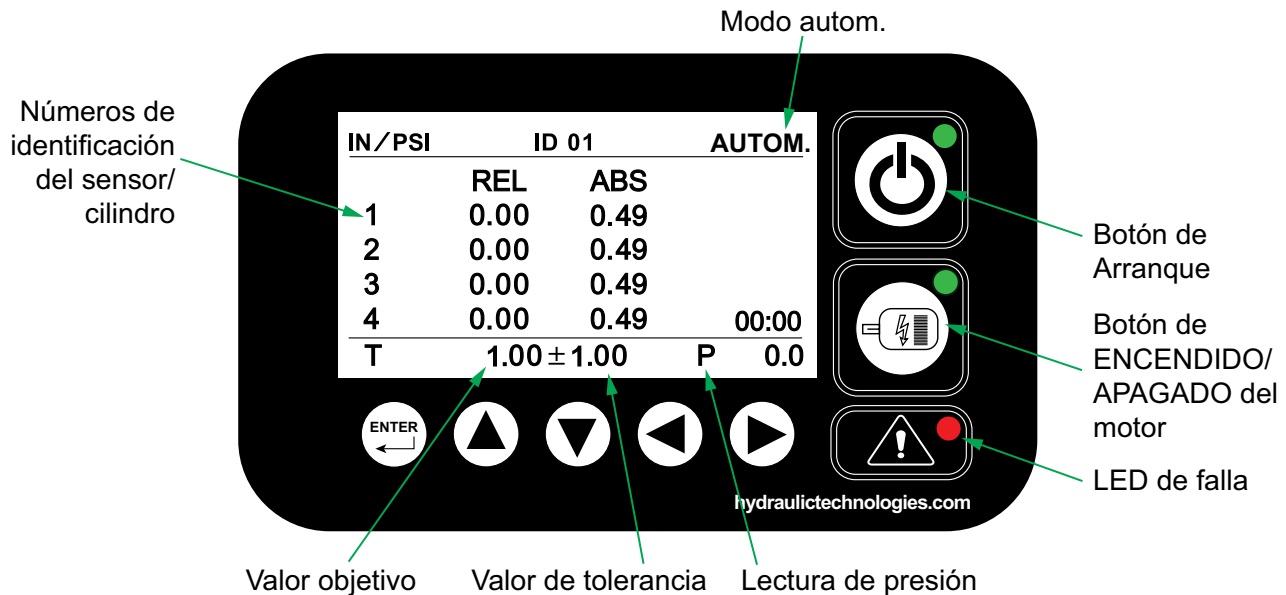 Modo autom.
Números de
identificación
del sensor/
cilindro
IN/PSI ID 01 AUTOM.
REL ABS
1 0.00 0.49
2 0.00 0.49
3 0.00 0.49
4 0.00 0.49 00:00
T 1.00±1.00 P 0.0
ENTER
hydraulictechnologies.com
Botón de
Arranque
Botón de
ENCENDIDO/
APAGADO del
motor
LED de falla
Valor objetivo
Valor de tolerancia
Lectura de presión